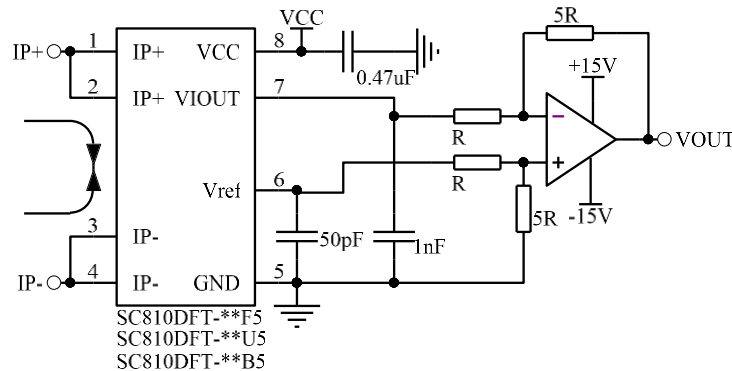 VCC
5R
IP+ 1 IP+ VCC 8
0.47uF
+15V
2 IP+ VIOUT 7
R
−
VOUT
+
R
Vref 6
5R
-15V
3 IP-
50pF
1nF
IP- 4 IP- GND 5
SC810DFT-**F5
SC810DFT-**U5
SC810DFT-**B5